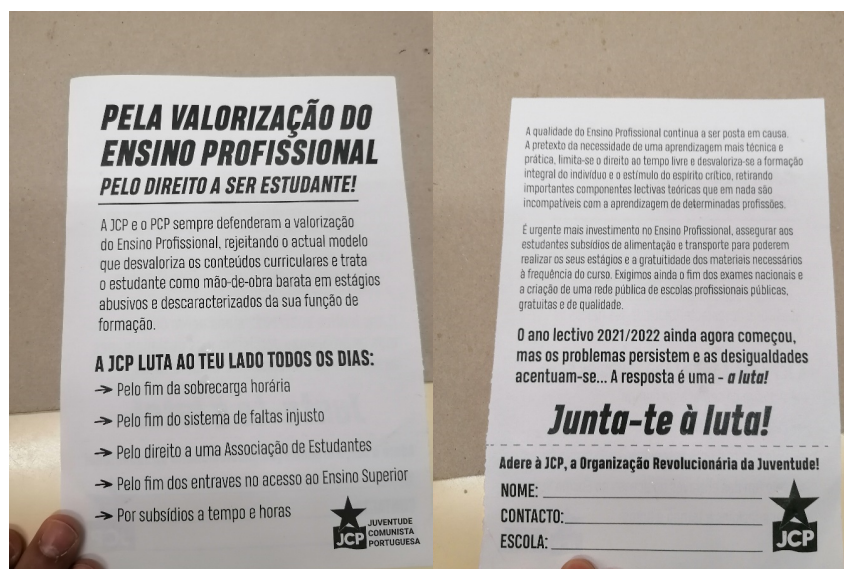 PELA VALORIZAÇÃO DO
ENSINO PROFISSIONAL
PELO DIREITO A SER ESTUDANTE!
A JCP e o PCP sempre defenderam a valorização
do Ensino Profissional, rejeitando o actual modelo
que desvaloriza os conteúdos curriculares e trata
o estudante como mão-de-obra barata em estágios
abusivos e descaracterizados da sua função de
formação.
A JCP LUTA AO TEU LADO TODOS OS DIAS:
→ Pelo fim da sobrecarga horária
→ Pelo fim do sistema de faltas injusto
→ Pelo direito a uma Associação de Estudantes
→ Pelo fim dos entraves no acesso ao Ensino Superior
→ Por subsídios a tempo e horas
JCP
JUVENTUDE
COMUNISTA
PORTUGUESA
A qualidade do Ensino Profissional continua a ser posta em causa.
A pretexto da necessidade de uma aprendizagem mais técnica e
prática, limita-se o direito ao tempo livre e desvaloriza-se a formação
integral do indivíduo e o estímulo do espírito crítico, retirando
importantes componentes lectivas teóricas que em nada são
incompatíveis com a aprendizagem de determinadas profissões.
É urgente mais investimento no Ensino Profissional, assegurar aos
estudantes subsídios de alimentação e transporte para poderem
realizar os seus estágios e a gratuitidade dos materiais necessários
à frequência do curso. Exigimos ainda o fim dos exames nacionais e
a criação de uma rede pública de escolas profissionais públicas,
gratuitas e de qualidade.
O ano lectivo 2021/2022 ainda agora começou,
mas os problemas persistem e as desigualdades
acentuam-se... A resposta é uma - a luta!
Junta-te à luta!
Adere à JCP, a Organização Revolucionária da Juventude!
NOME:
CONTACTO:
ESCOLA:
JCP